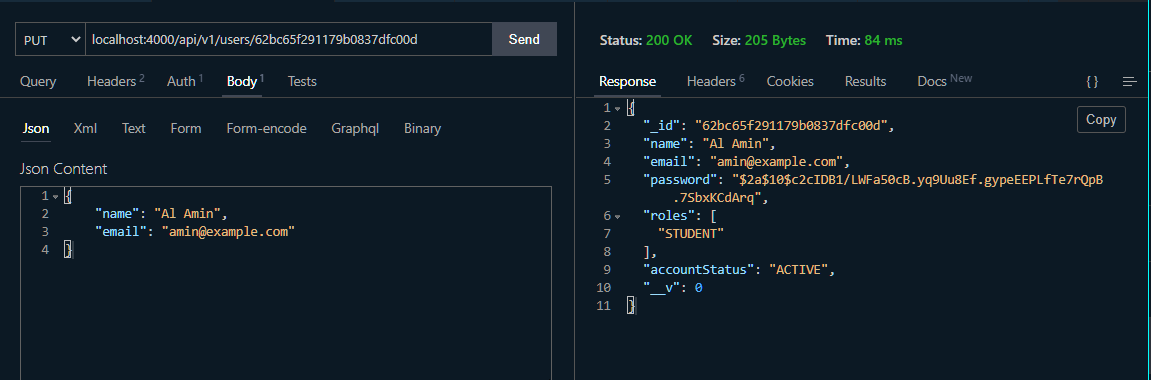 PUT localhost:4000/api/v1/users/62bc65f291179b0837dfc00d Send
Query Headers 2 Auth 1 Body 1 Tests
Json Xml Text Form Form-encode Graphql Binary
Json Content
1 {
2 "name": "Al Amin",
3 "email": "amin@example.com"
4 }
Status: 200 OK Size: 205 Bytes Time: 84 ms
Response Headers 6 Cookies Results Docs New {}
Copy
1 {
2 "_id": "62bc65f291179b0837dfc00d",
3 "name": "Al Amin",
4 "email": "amin@example.com",
5 "password": "$2a$10$c2cIDB1/LWFa50cB.yq9Uu8Ef.gypeEEPLfTe7rQpB
.7SbxKCdArq",
6 "roles": [
7 "STUDENT"
8 ],
9 "accountStatus": "ACTIVE",
10 "__v": 0
11 }